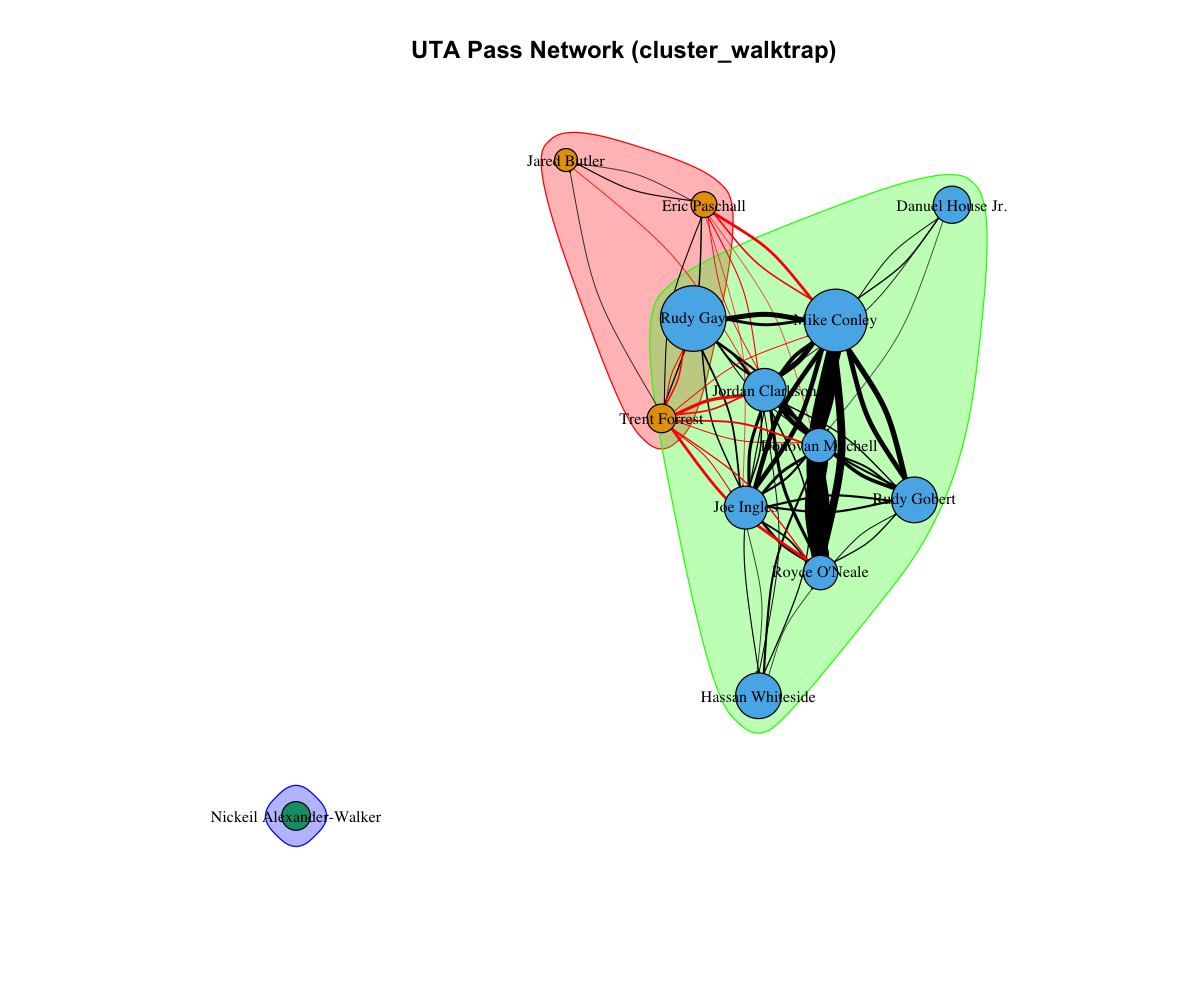 UTA Pass Network (cluster_walktrap)
Jared Butler
Eric Paschall
Danuel House Jr.
Rudy Gay
Mike Conley
Jordan Clarkson
Trent Forrest
Donovan Mitchell
Rudy Gobert
Joe Ingles
Royce O'Neale
Hassan Whiteside
Nickeil Alexander-Walker